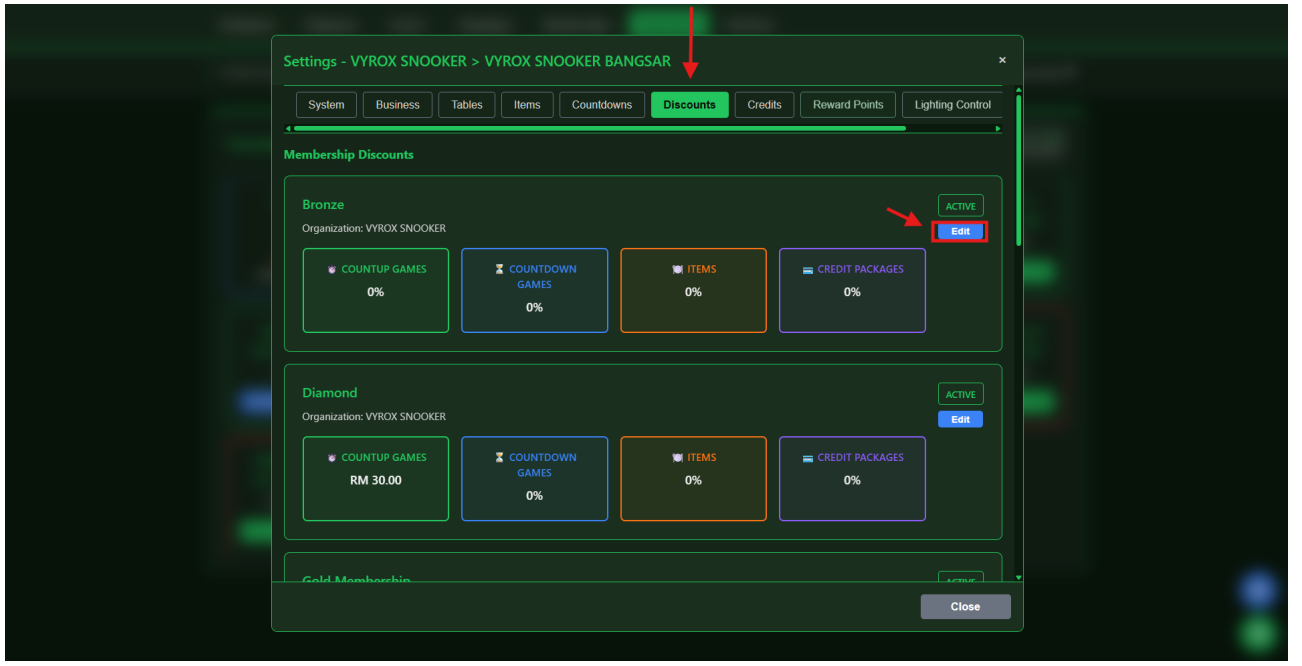 Settings - VYROX SNOOKER > VYROX SNOOKER BANGSAR
×
System
Business
Tables
Items
Countdowns
Discounts
Credits
Reward Points
Lighting Control
Membership Discounts
Bronze
ACTIVE
Organization: VYROX SNOOKER
Edit
COUNTUP GAMES
0%
COUNTDOWN
GAMES
0%
ITEMS
0%
CREDIT PACKAGES
0%
Diamond
ACTIVE
Organization: VYROX SNOOKER
Edit
COUNTUP GAMES
RM 30.00
COUNTDOWN
GAMES
0%
ITEMS
0%
CREDIT PACKAGES
0%
Gold Membership
ACTIVE
Close